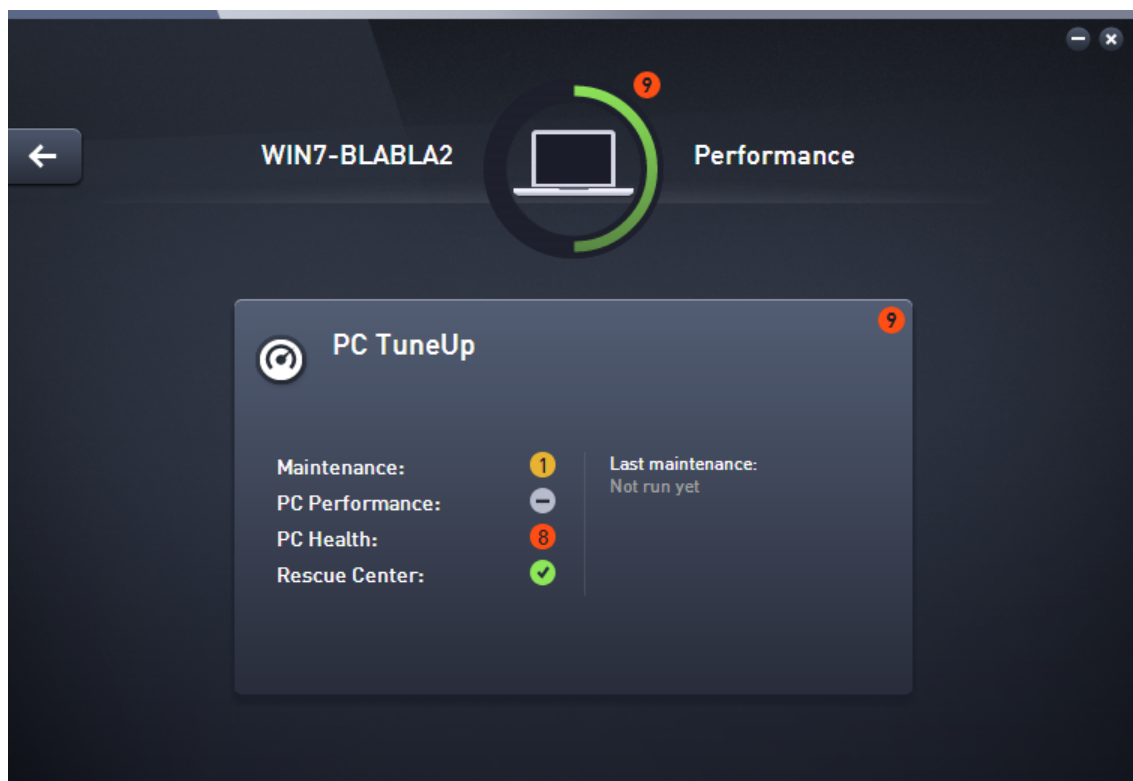 9
WIN7-BLABLA2
Performance
9
PC TuneUp
Maintenance: 1
Last maintenance:
Not run yet
PC Performance:
PC Health: 8
Rescue Center: